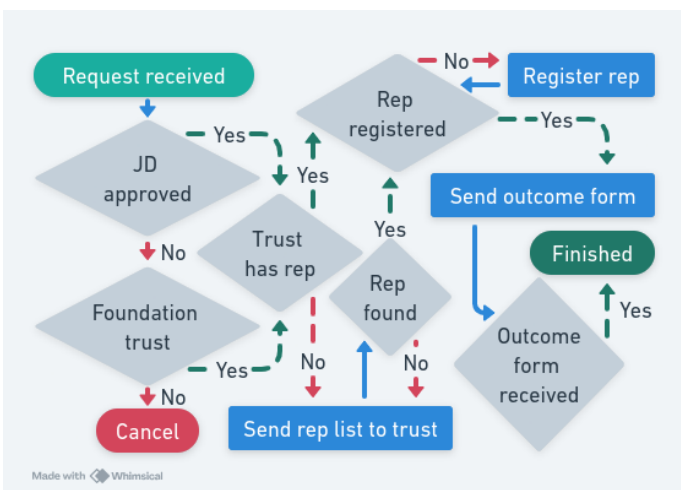 Request received
Yes
JD
approved
No
Foundation
trust
Yes
No
Cancel
Trust
has rep
Yes
No
Send rep list to trust
Rep
found
Yes
No
Rep
registered
No
Register rep
Yes
Send outcome form
Outcome
form
received
Yes
Finished
Made with Whimsical